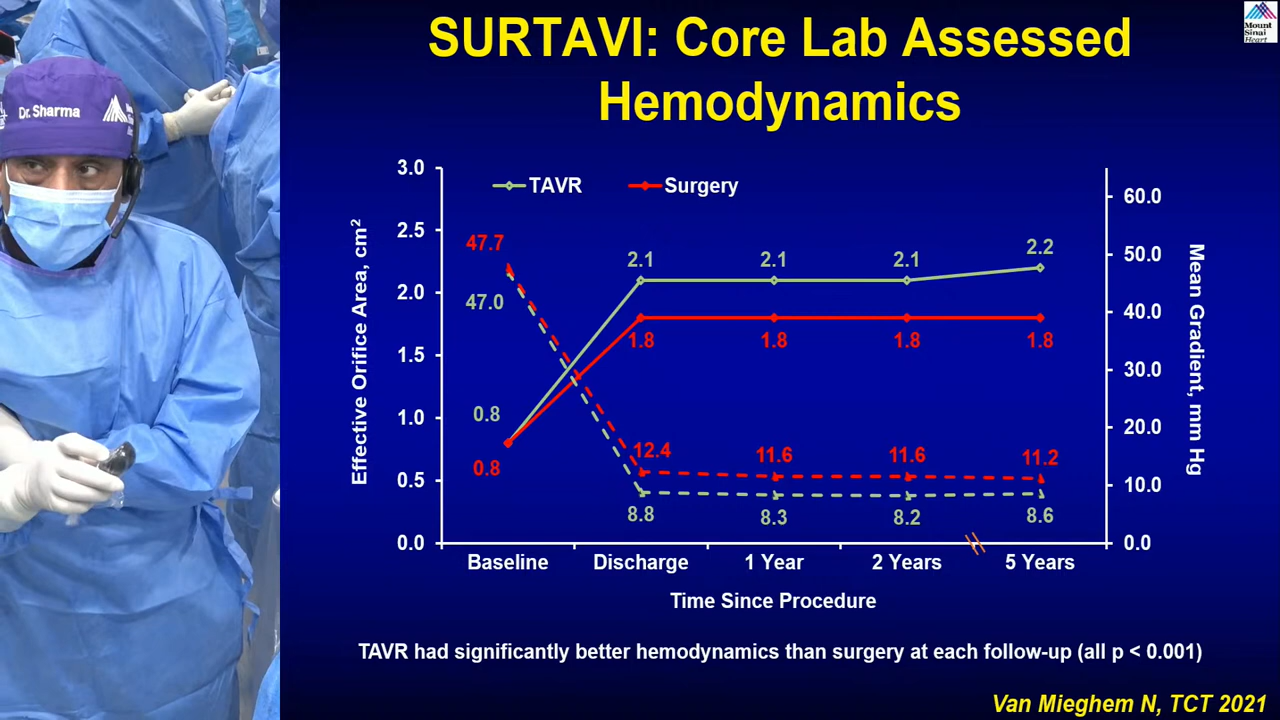 Dr. Sharma
Mount
Sinai
Heart
SURTAVI: Core Lab Assessed
Hemodynamics
TAVR
Surgery
Effective Orifice Area, cm²
3.0
2.5
2.0
1.5
1.0
0.5
0.0
Mean Gradient, mm Hg
60.0
50.0
40.0
30.0
20.0
10.0
0.0
47.7
47.0
0.8
0.8
2.1
2.1
2.1
2.2
1.8
1.8
1.8
1.8
12.4
11.6
11.6
11.2
8.8
8.3
8.2
8.6
Baseline
Discharge
1 Year
2 Years
5 Years
Time Since Procedure
TAVR had significantly better hemodynamics than surgery at each follow-up (all p < 0.001)
Van Mieghem N, TCT 2021